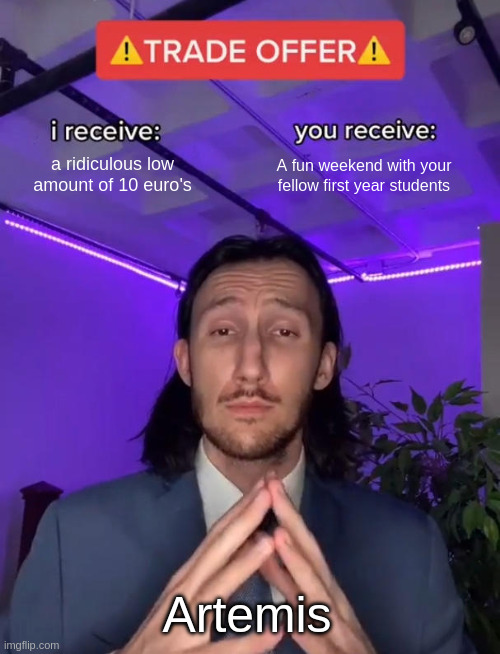 ⚠️TRADE OFFER⚠️
i receive:
you receive:
a ridiculous low
amount of 10 euro's
A fun weekend with your
fellow first year students
Artemis
imgflip.com